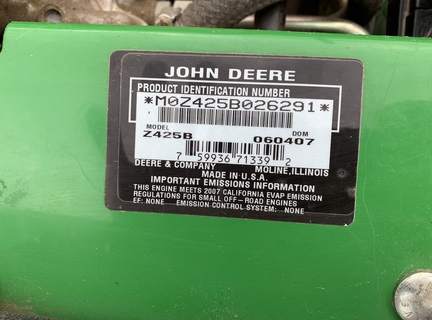 JOHN DEERE
PRODUCT IDENTIFICATION NUMBER
*M0Z425B026291*
MODEL DOM
Z425B 060407
7 59936 71339 2
DEERE & COMPANY MOLINE, ILLINOIS
MADE IN U.S.A.
IMPORTANT EMISSIONS INFORMATION
THIS ENGINE MEETS 2007 CALIFORNIA EVAP EMISSION
REGULATIONS FOR SMALL OFF-ROAD ENGINES
EF: NONE EMISSION CONTROL SYSTEM: NONE